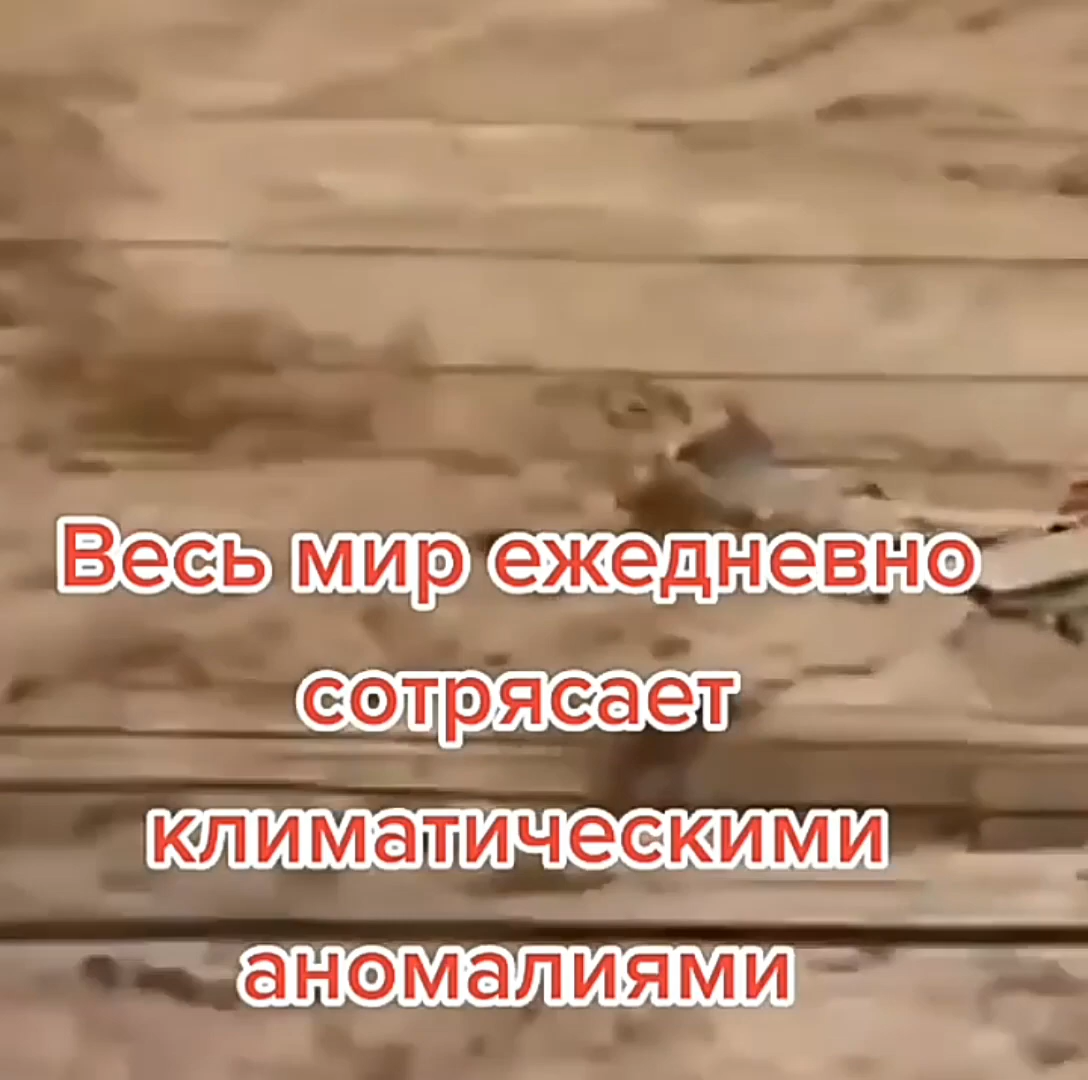 Весь мир ежедневно
сотрясает
климатическими
аномалиями